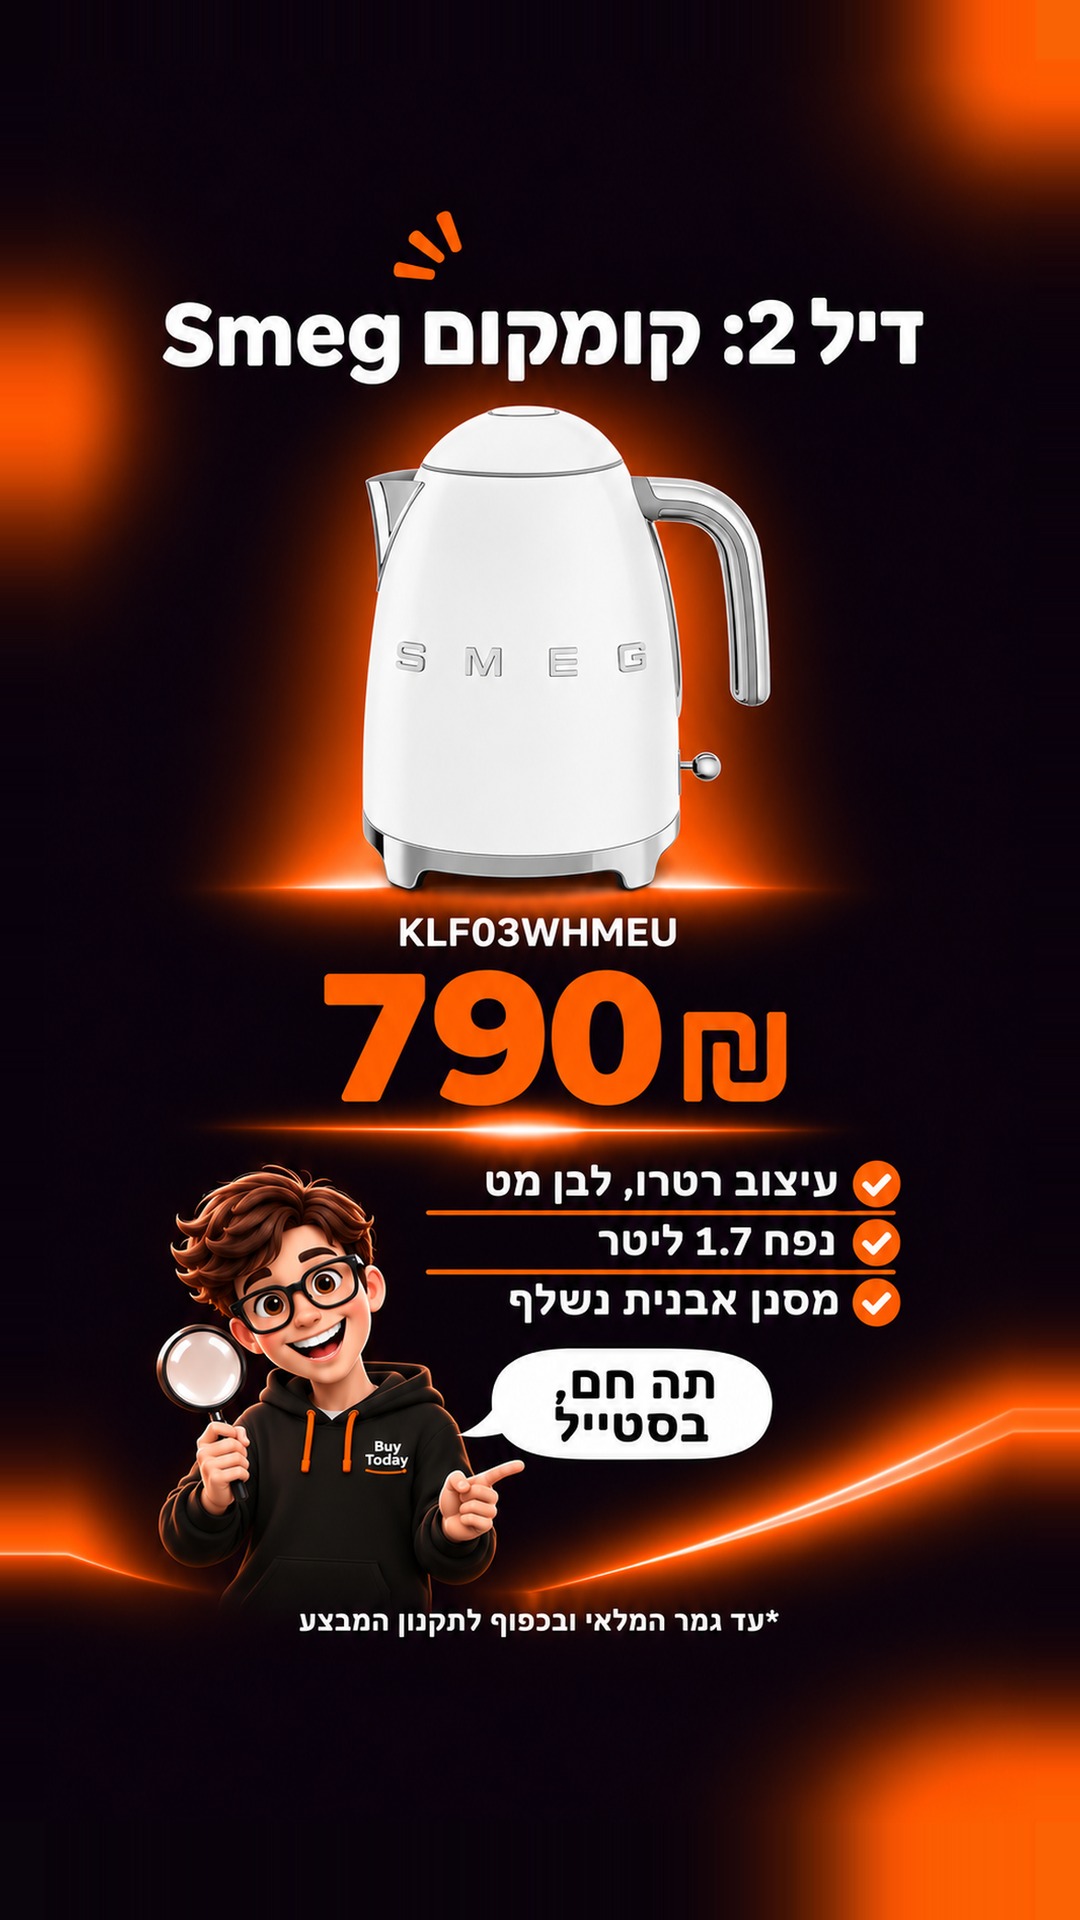 דיל 2: קומקום Smeg
SMEG
KLF03WHMEU
790 ₪
עיצוב רטרו, לבן מט
נפח 1.7 ליטר
מסנן אבנית נשלף
תה חם,
בסטייל
Buy
Today
*עד גמר המלאי ובכפוף לתקנון המבצע